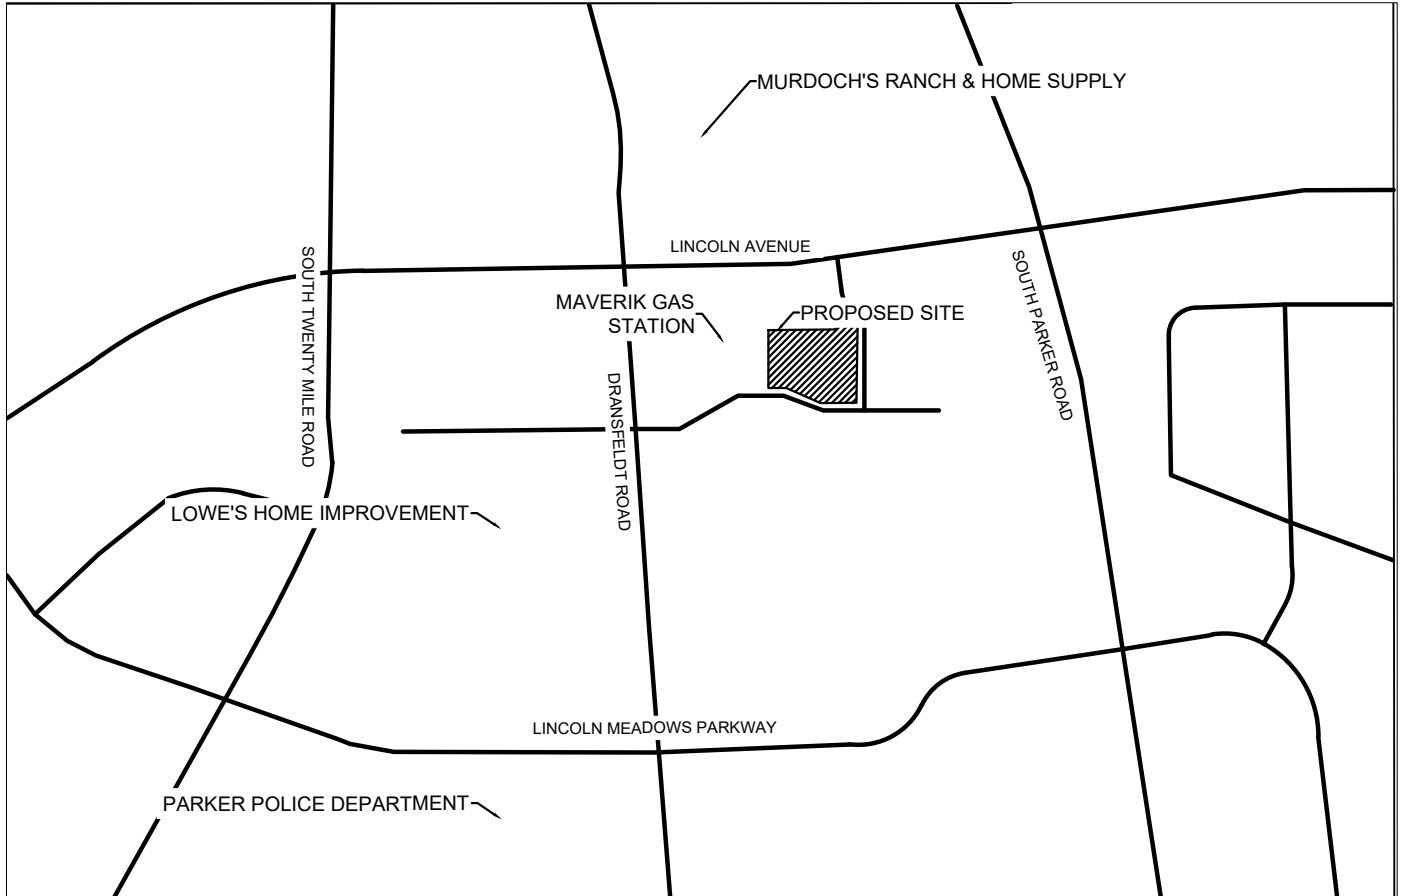 MURDOCH'S RANCH & HOME SUPPLY
LINCOLN AVENUE
SOUTH TWENTY MILE ROAD
SOUTH PARKER ROAD
MAVERIK GAS
STATION
PROPOSED SITE
DRANSFELDT ROAD
LOWE'S HOME IMPROVEMENT
LINCOLN MEADOWS PARKWAY
PARKER POLICE DEPARTMENT